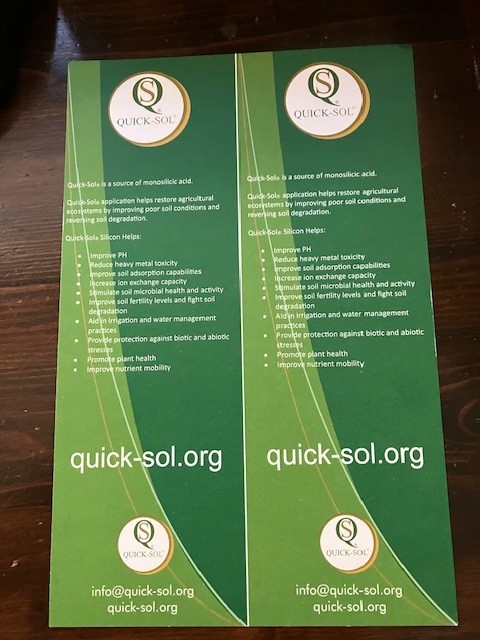 QS
QUICK-SOL®
Quick-Sol® is a source of monosilicic acid.
Quick-Sol® application helps restore agricultural
ecosystems by improving poor soil conditions and
reversing soil degradation.
Quick-Sol® Silicon Helps:
• Improve PH
• Reduce heavy metal toxicity
• Improve soil adsorption capabilities
• Increase ion exchange capacity
• Stimulate soil microbial health and activity
• Improve soil fertility levels and fight soil
degradation
• Aid in Irrigation and water management
practices
• Provide protection against biotic and abiotic
stresses
• Promote plant health
• Improve nutrient mobility
quick-sol.org
QS
QUICK-SOL®
info@quick-sol.org
quick-sol.org
QS
QUICK-SOL®
Quick-Sol® is a source of monosilicic acid.
Quick-Sol® application helps restore agricultural
ecosystems by improving poor soil conditions and
reversing soil degradation.
Quick-Sol® Silicon Helps:
• Improve PH
• Reduce heavy metal toxicity
• Improve soil adsorption capabilities
• Increase ion exchange capacity
• Stimulate soil microbial health and activity
• Improve soil fertility levels and fight soil
degradation
• Aid in Irrigation and water management
practices
• Provide protection against biotic and abiotic
stresses
• Promote plant health
• Improve nutrient mobility
quick-sol.org
QS
QUICK-SOL®
info@quick-sol.org
quick-sol.org